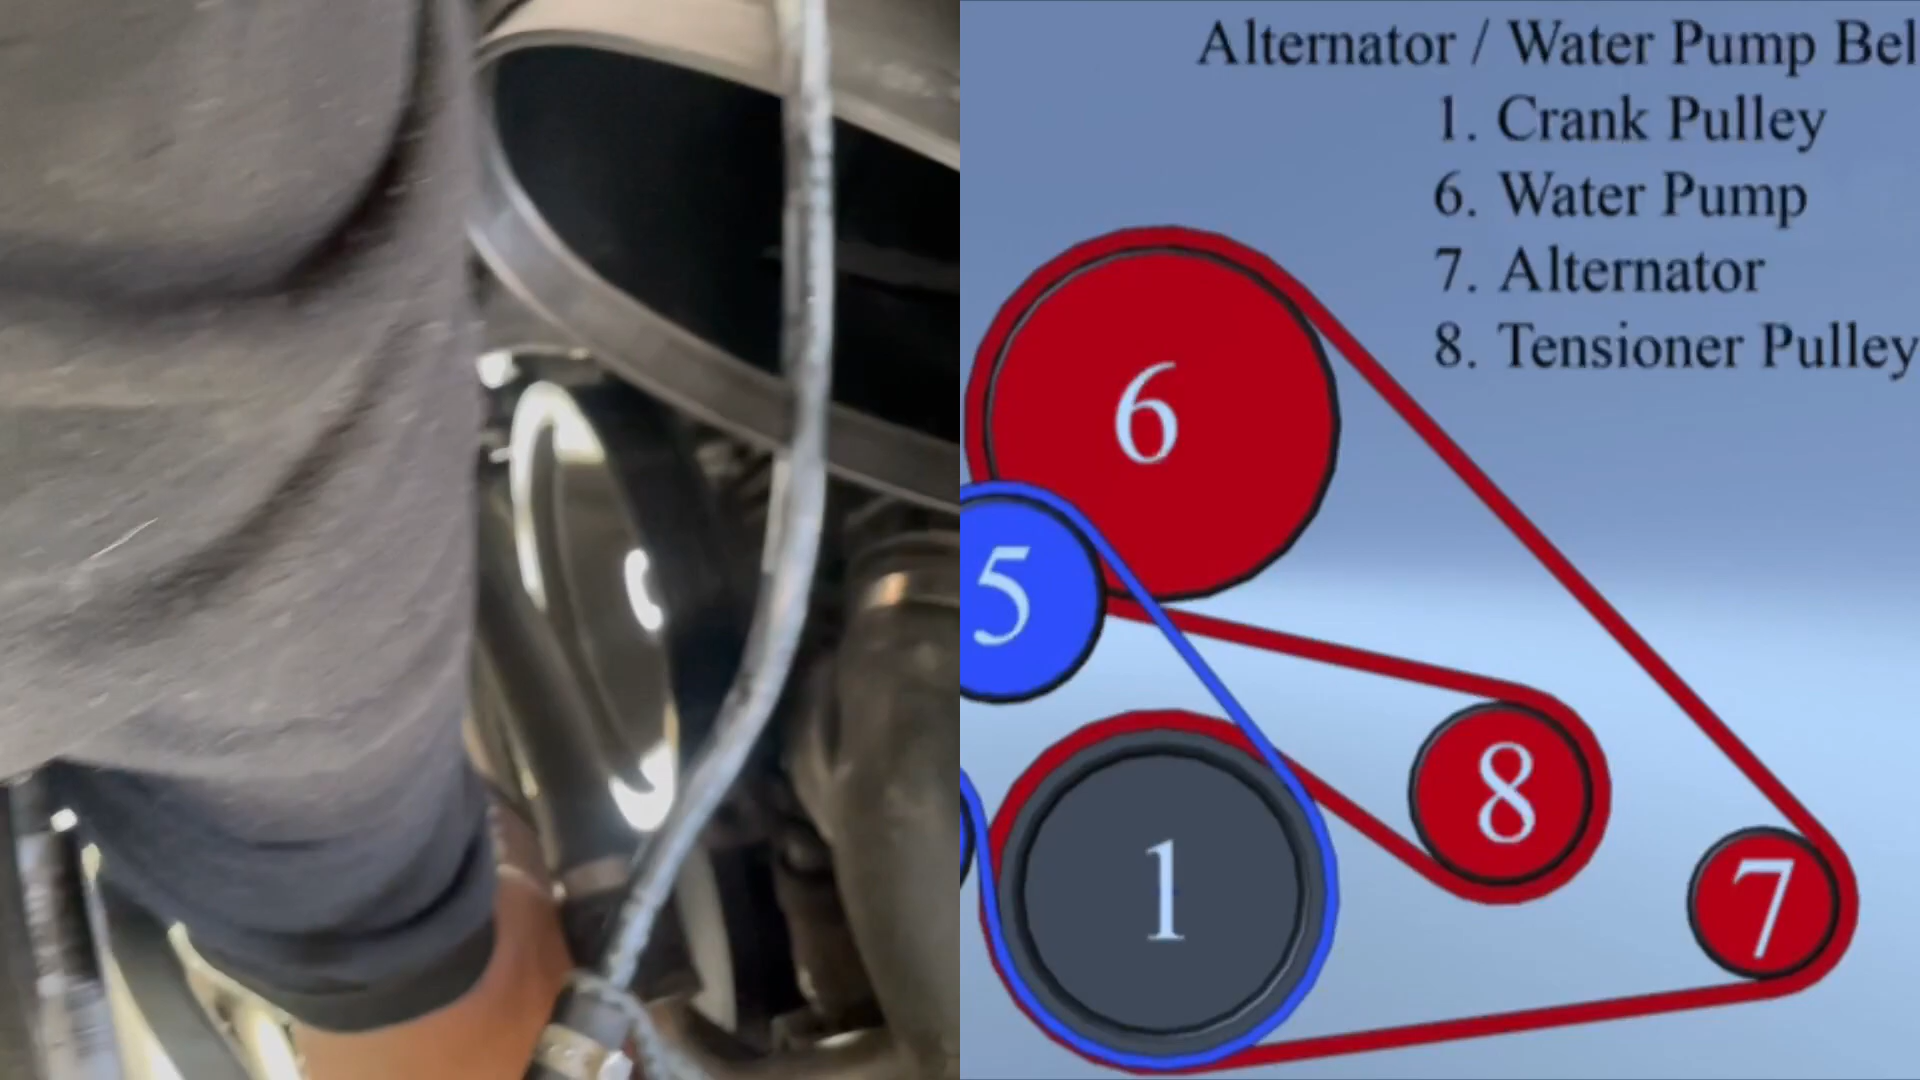 Alternator / Water Pump Bel
1. Crank Pulley
6. Water Pump
7. Alternator
8. Tensioner Pulley
6
5
8
1
7